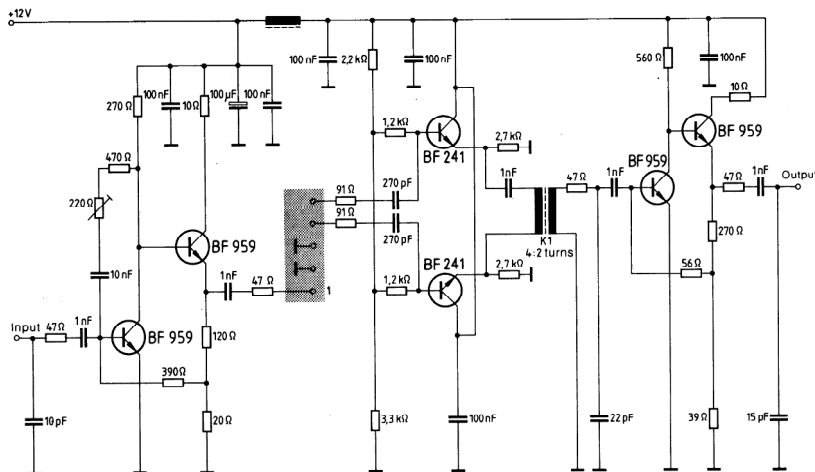 +12V
100 nF
2,2 kΩ
100 nF
560 Ω
100 nF
10 Ω
270 Ω
100 nF
10 Ω
100 µF
100 nF
1,2 kΩ
BF 241
2,7 kΩ
BF 959
470 Ω
220 Ω
91 Ω
91 Ω
270 pF
270 pF
1nF
47 Ω
1nF
BF 959
47 Ω
1nF
Output
BF 959
10 nF
1nF
47 Ω
1
1,2 kΩ
BF 241
2,7 kΩ
K1
4:2 turns
56 Ω
270 Ω
Input
47 Ω
1nF
BF 959
120 Ω
390 Ω
10 pF
20 Ω
3,3 kΩ
100 nF
22 pF
39 Ω
15 pF